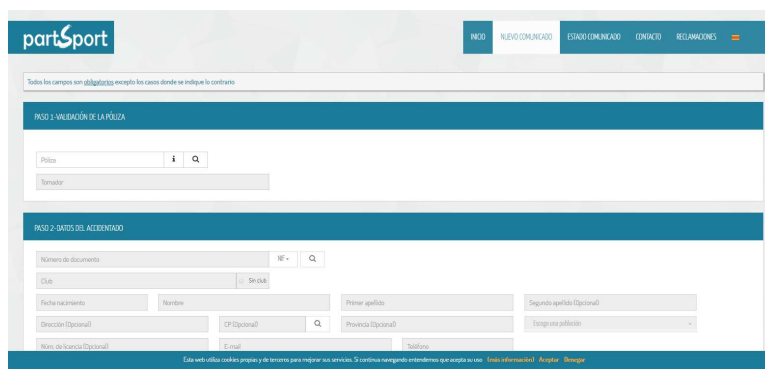 partSport
INICIO NUEVO COMUNICADO ESTADO COMUNICADO CONTACTO RECLAMACIONES
Todos los campos son obligatorios excepto los casos donde se indique lo contrario
PASO 1-VALIDACIÓN DE LA PÓLIZA
Póliza
Tomador
PASO 2-DATOS DEL ACCIDENTADO
Número de documento NIF
Club Sin club
Fecha nacimiento Nombre Primer apellido Segundo apellido (Opcional)
Dirección (Opcional) CP (Opcional) Provincia (Opcional) Escoge una población
Núm. de licencia (Opcional) E-mail Teléfono
Esta web utiliza cookies propias y de terceros para mejorar sus servicios. Si continua navegando entendemos que acepta su uso (más información) Aceptar Denegar